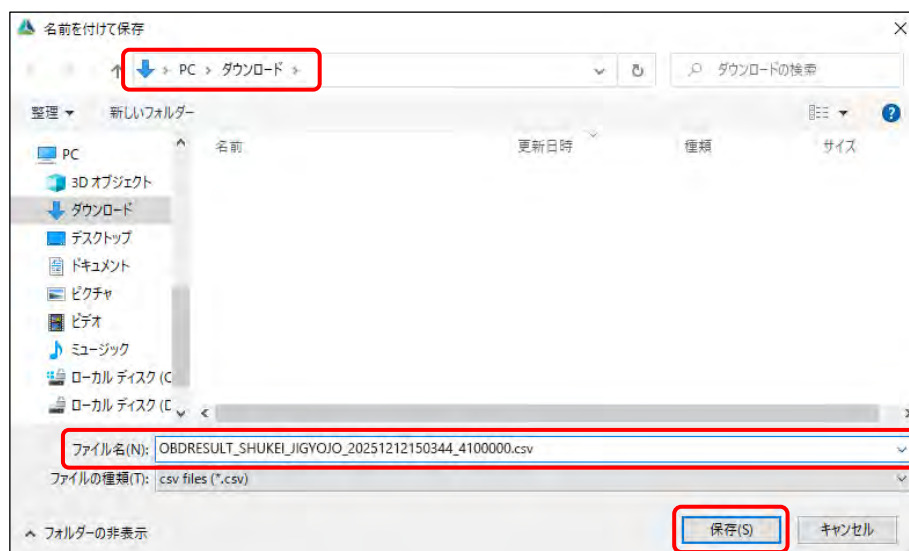 名前を付けて保存
PC > ダウンロード >
ダウンロードの検索
整理 新しいフォルダー
名前 更新日時 種類 サイズ
PC
3D オブジェクト
ダウンロード
デスクトップ
ドキュメント
ピクチャ
ビデオ
ミュージック
ローカル ディスク (C
ローカル ディスク (D
ファイル名(N): OBDRESULT_SHUKEI_JIGYOJO_20251212150344_4100000.csv
ファイルの種類(T): csv files (*.csv)
フォルダーの非表示
保存(S) キャンセル